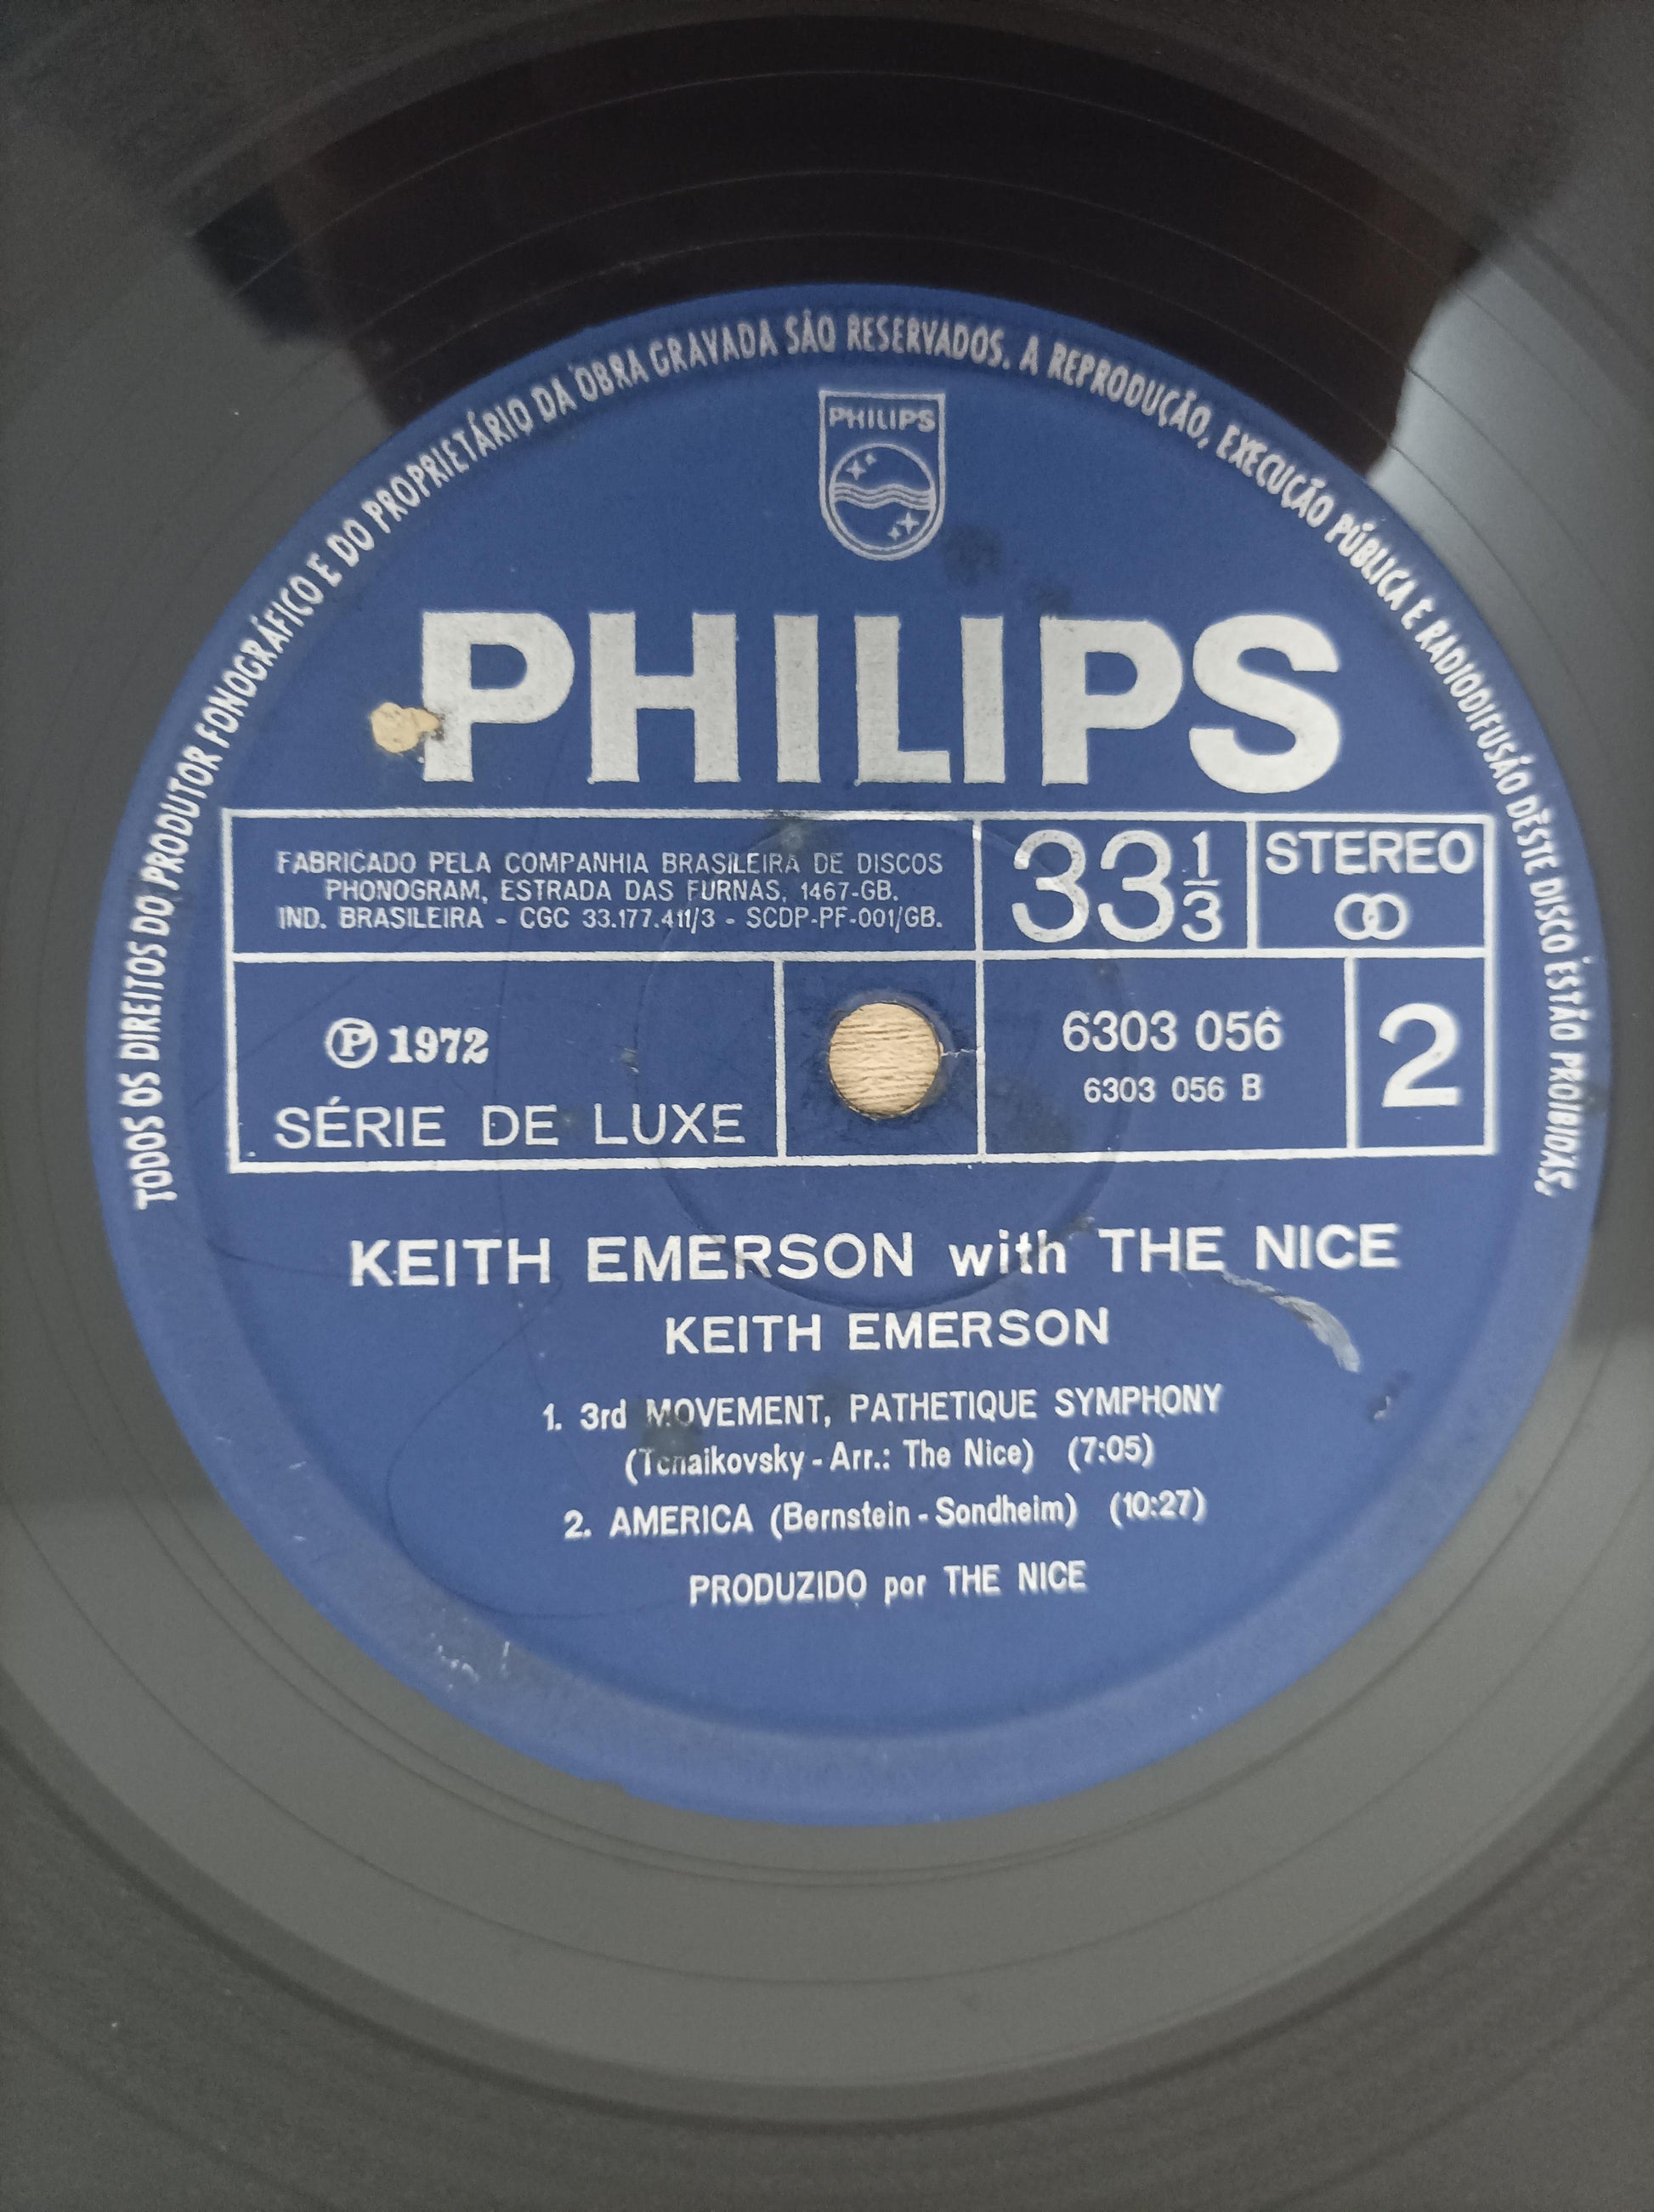 TODOS OS DIREITOS DO PRODUTOR FONOGRÁFICO E DO PROPRIETÁRIO DA OBRA GRAVADA SÃO RESERVADOS. A REPRODUÇÃO, EXECUÇÃO PÚBLICA E RADIODIFUSÃO DÊSTE DISCO ESTÃO PROIBIDAS,
PHILIPS
PHILIPS
FABRICADO PELA COMPANHIA BRASILEIRA DE DISCOS
PHONOGRAM, ESTRADA DAS FURNAS, 1467-GB.
IND. BRASILEIRA - CGC 33.177.411/3 - SCDP-PF-001/GB.
33 1/3
STEREO
℗ 1972
SÉRIE DE LUXE
6303 056
6303 056 B
2
KEITH EMERSON with THE NICE
KEITH EMERSON
1. 3rd MOVEMENT, PATHETIQUE SYMPHONY
(Tchaikovsky - Arr.: The Nice) (7:05)
2. AMERICA (Bernstein - Sondheim) (10:27)
PRODUZIDO por THE NICE